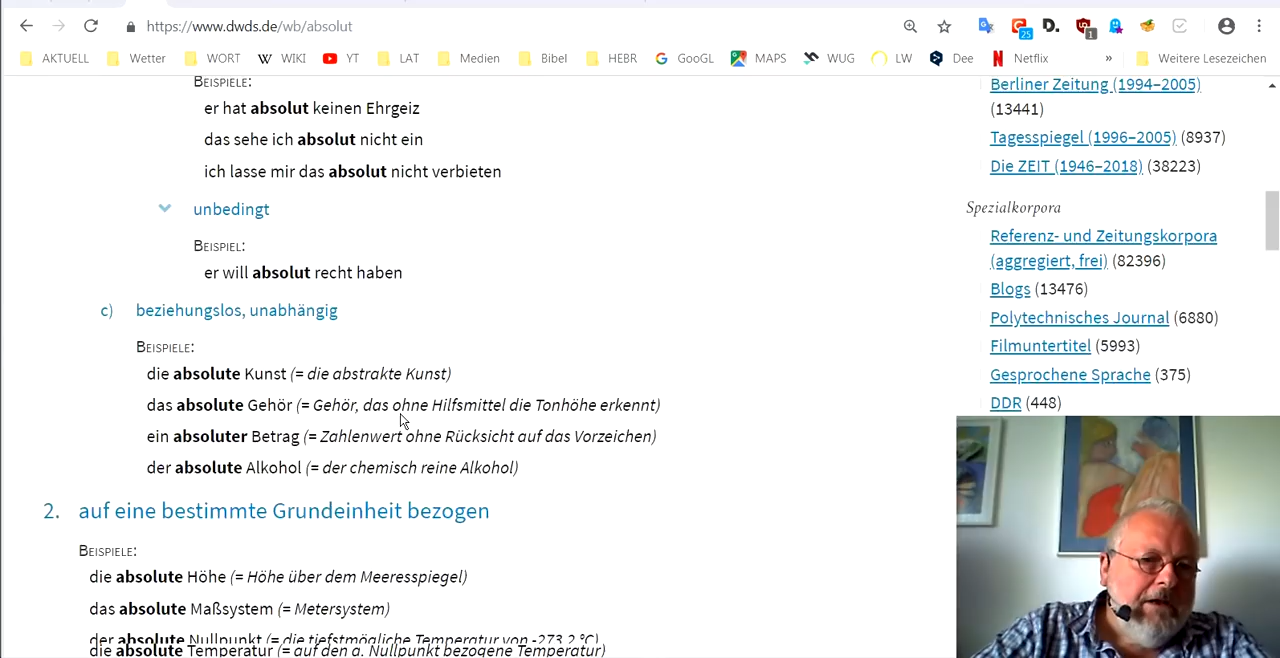 https://www.dwds.de/wb/absolut
25
D.
1
AKTUELL Wetter WORT W WIKI YT LAT Medien Bibel HEBR G GooGL MAPS WUG LW Dee N Netflix » Weitere Lesezeichen
BEISPIELE:
er hat absolut keinen Ehrgeiz
das sehe ich absolut nicht ein
ich lasse mir das absolut nicht verbieten
unbedingt
BEISPIEL:
er will absolut recht haben
c) beziehungslos, unabhängig
BEISPIELE:
die absolute Kunst (= die abstrakte Kunst)
das absolute Gehör (= Gehör, das ohne Hilfsmittel die Tonhöhe erkennt)
ein absoluter Betrag (= Zahlenwert ohne Rücksicht auf das Vorzeichen)
der absolute Alkohol (= der chemisch reine Alkohol)
2. auf eine bestimmte Grundeinheit bezogen
BEISPIELE:
die absolute Höhe (= Höhe über dem Meeresspiegel)
das absolute Maßsystem (= Metersystem)
der absolute Nullpunkt (= die tiefstmögliche Temperatur von -273,2 °C)
die absolute Temperatur (= auf den a. Nullpunkt bezogene Temperatur)
Berliner Zeitung (1994–2005)
(13441)
Tagesspiegel (1996–2005) (8937)
Die ZEIT (1946–2018) (38223)
Spezialkorpora
Referenz- und Zeitungskorpora
(aggregiert, frei) (82396)
Blogs (13476)
Polytechnisches Journal (6880)
Filmuntertitel (5993)
Gesprochene Sprache (375)
DDR (448)